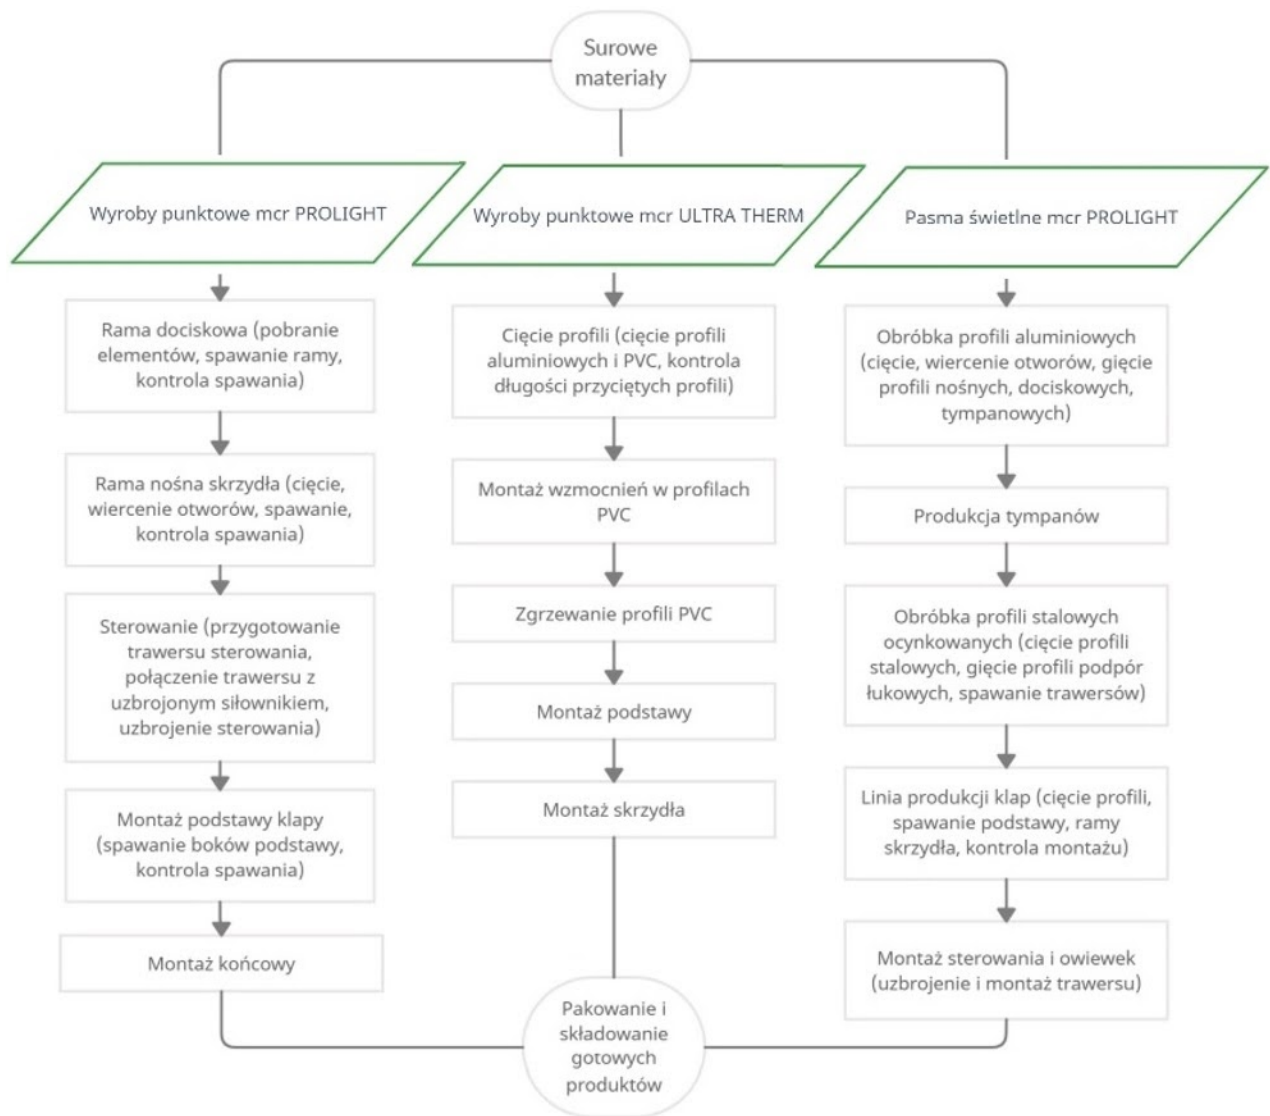 Surowe
materiały
Wyroby punktowe mcr PROLIGHT
Rama dociskowa (pobranie
elementów, spawanie ramy,
kontrola spawania)
Rama nośna skrzydła (cięcie,
wiercenie otworów, spawanie,
kontrola spawania)
Sterowanie (przygotowanie
trawersu sterowania,
połączenie trawersu z
uzbrojonym siłownikiem,
uzbrojenie sterowania)
Montaż podstawy klapy
(spawanie boków podstawy,
kontrola spawania)
Montaż końcowy
Wyroby punktowe mcr ULTRA THERM
Cięcie profili (cięcie profili
aluminiowych i PVC, kontrola
długości przyciętych profili)
Montaż wzmocnień w profilach
PVC
Zgrzewanie profili PVC
Montaż podstawy
Montaż skrzydła
Pasma świetlne mcr PROLIGHT
Obróbka profili aluminiowych
(cięcie, wiercenie otworów, gięcie
profili nośnych, dociskowych,
tympanowych)
Produkcja tympanów
Obróbka profili stalowych
ocynkowanych (cięcie profili
stalowych, gięcie profili podpór
łukowych, spawanie trawersów)
Linia produkcji klap (cięcie profili,
spawanie podstawy, ramy
skrzydła, kontrola montażu)
Montaż sterowania i owiewek
(uzbrojenie i montaż trawersu)
Pakowanie i
składowanie
gotowych
produktów